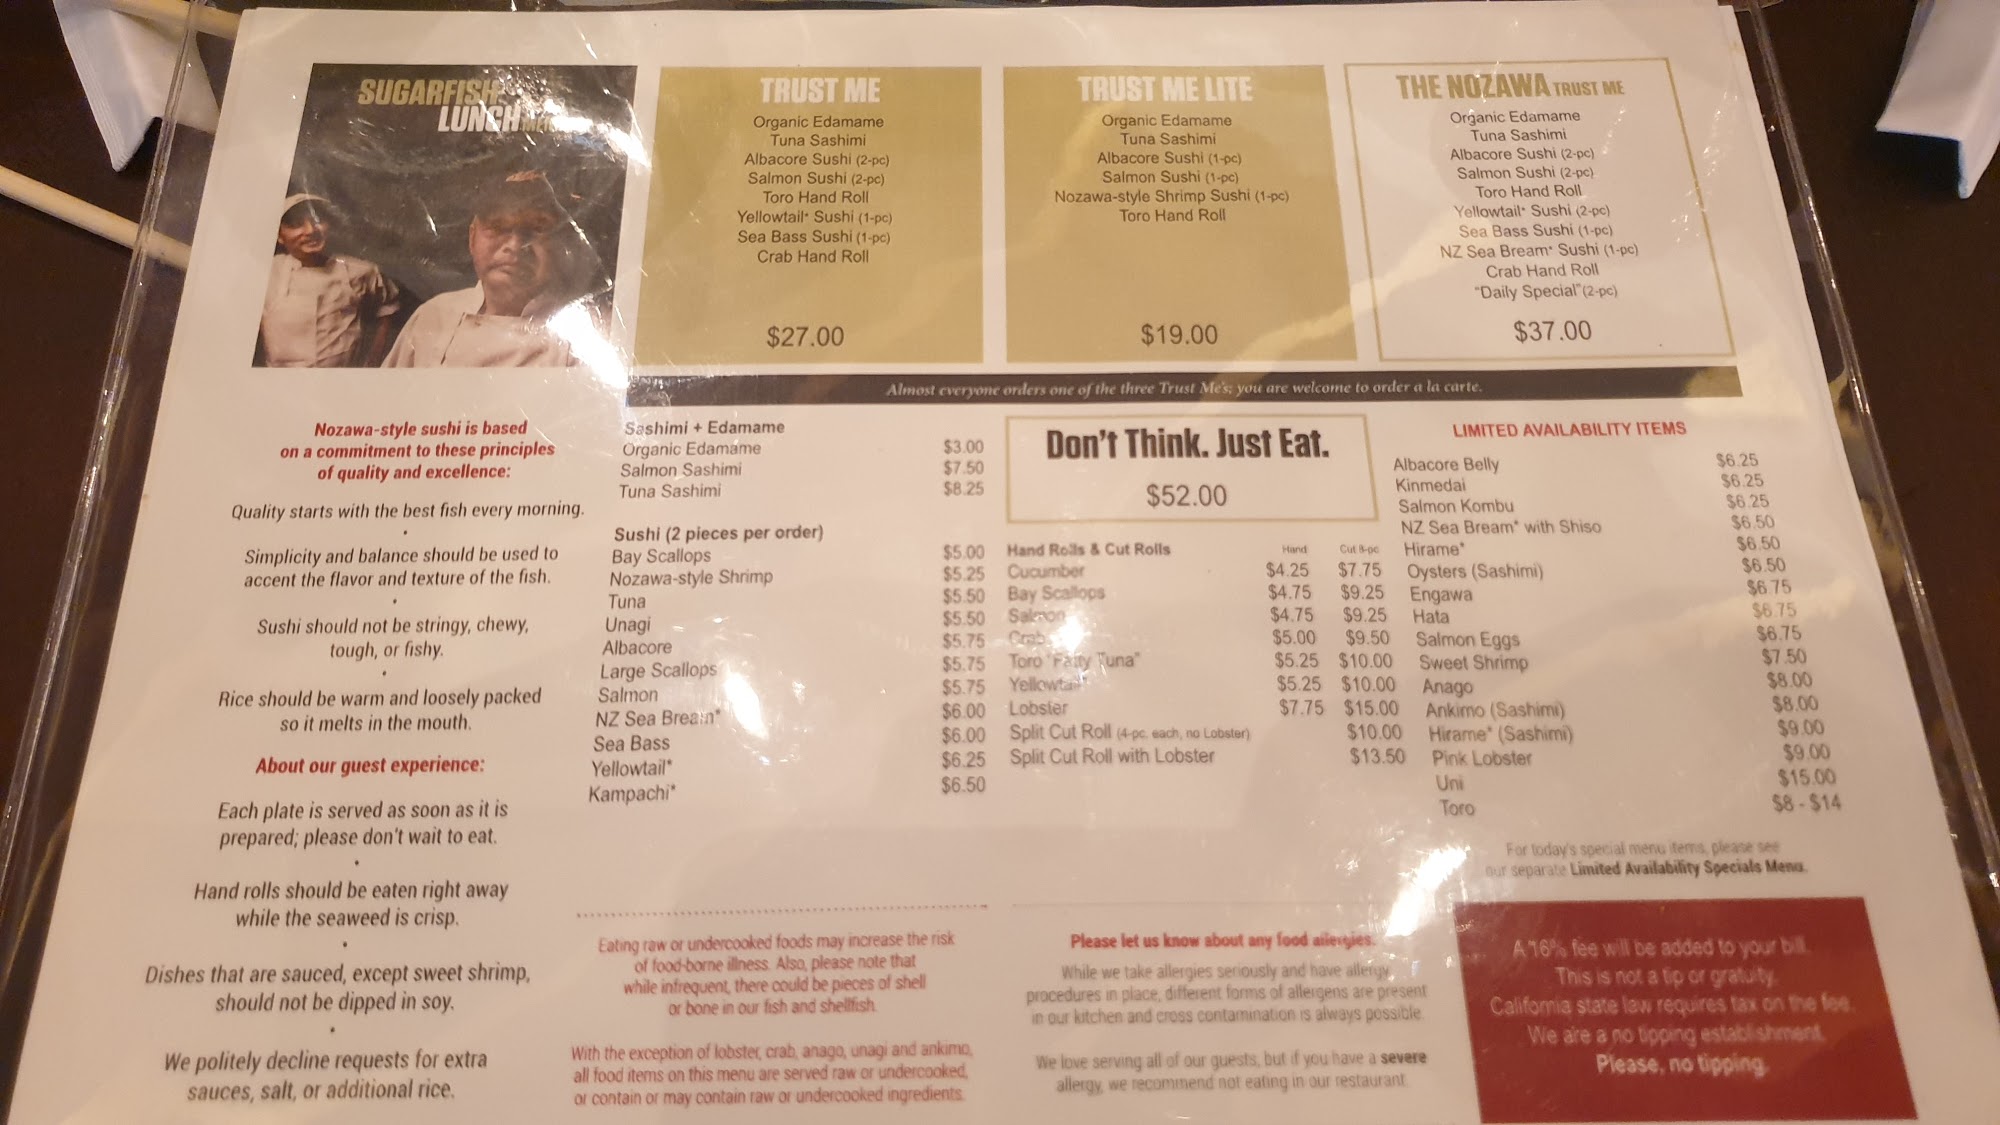 SUGARFISH
LUNCH
TRUST ME
Organic Edamame
Tuna Sashimi
Albacore Sushi (2-pc)
Salmon Sushi (2-pc)
Toro Hand Roll
Yellowtail* Sushi (1-pc)
Sea Bass Sushi (1-pc)
Crab Hand Roll
$27.00
TRUST ME LITE
Organic Edamame
Tuna Sashimi
Albacore Sushi (1-pc)
Salmon Sushi (1-pc)
Nozawa-style Shrimp Sushi (1-pc)
Toro Hand Roll
$19.00
THE NOZAWA TRUST ME
Organic Edamame
Tuna Sashimi
Albacore Sushi (2-pc)
Salmon Sushi (2-pc)
Toro Hand Roll
Yellowtail* Sushi (2-pc)
Sea Bass Sushi (1-pc)
NZ Sea Bream* Sushi (1-pc)
Crab Hand Roll
"Daily Special" (2-pc)
$37.00
Almost everyone orders one of the three Trust Me's; you are welcome to order a la carte.
Nozawa-style sushi is based
on a commitment to these principles
of quality and excellence:
Quality starts with the best fish every morning.
•
Simplicity and balance should be used to
accent the flavor and texture of the fish.
•
Sushi should not be stringy, chewy,
tough, or fishy.
•
Rice should be warm and loosely packed
so it melts in the mouth.
About our guest experience:
Each plate is served as soon as it is
prepared; please don't wait to eat.
•
Hand rolls should be eaten right away
while the seaweed is crisp.
•
Dishes that are sauced, except sweet shrimp,
should not be dipped in soy.
•
We politely decline requests for extra
sauces, salt, or additional rice.
Sashimi + Edamame
Organic Edamame $3.00
Salmon Sashimi $7.50
Tuna Sashimi $8.25
Sushi (2 pieces per order)
Bay Scallops $5.00
Nozawa-style Shrimp $5.25
Tuna $5.50
Unagi $5.50
Albacore $5.75
Large Scallops $5.75
Salmon $5.75
NZ Sea Bream* $6.00
Sea Bass $6.00
Yellowtail* $6.25
Kampachi* $6.50
Don't Think. Just Eat.
$52.00
Hand Rolls & Cut Rolls Hand Cut 8-pc
Cucumber $4.25 $7.75
Bay Scallops $4.75 $9.25
Salmon $4.75 $9.25
Crab $5.00 $9.50
Toro "Fatty Tuna" $5.25 $10.00
Yellowtail* $5.25 $10.00
Lobster $7.75 $15.00
Split Cut Roll (4-pc. each, no Lobster) $10.00
Split Cut Roll with Lobster $13.50
LIMITED AVAILABILITY ITEMS
Albacore Belly $6.25
Kinmedai $6.25
Salmon Kombu $6.25
NZ Sea Bream* with Shiso $6.50
Hirame* $6.50
Oysters (Sashimi) $6.50
Engawa $6.75
Hata $6.75
Salmon Eggs $6.75
Sweet Shrimp $7.50
Anago $8.00
Ankimo (Sashimi) $8.00
Hirame* (Sashimi) $9.00
Pink Lobster $9.00
Uni $15.00
Toro $8 - $14
For today's special menu items, please see
our separate Limited Availability Specials Menu.
Eating raw or undercooked foods may increase the risk
of food-borne illness. Also, please note that
while infrequent, there could be pieces of shell
or bone in our fish and shellfish.
With the exception of lobster, crab, anago, unagi and ankimo,
all food items on this menu are served raw or undercooked,
or contain or may contain raw or undercooked ingredients.
Please let us know about any food allergies.
While we take allergies seriously and have allergy
procedures in place, different forms of allergens are present
in our kitchen and cross contamination is always possible.
We love serving all of our guests, but if you have a severe
allergy, we recommend not eating in our restaurant.
A 16% fee will be added to your bill.
This is not a tip or gratuity.
California state law requires tax on the fee.
We are a no tipping establishment.
Please, no tipping.